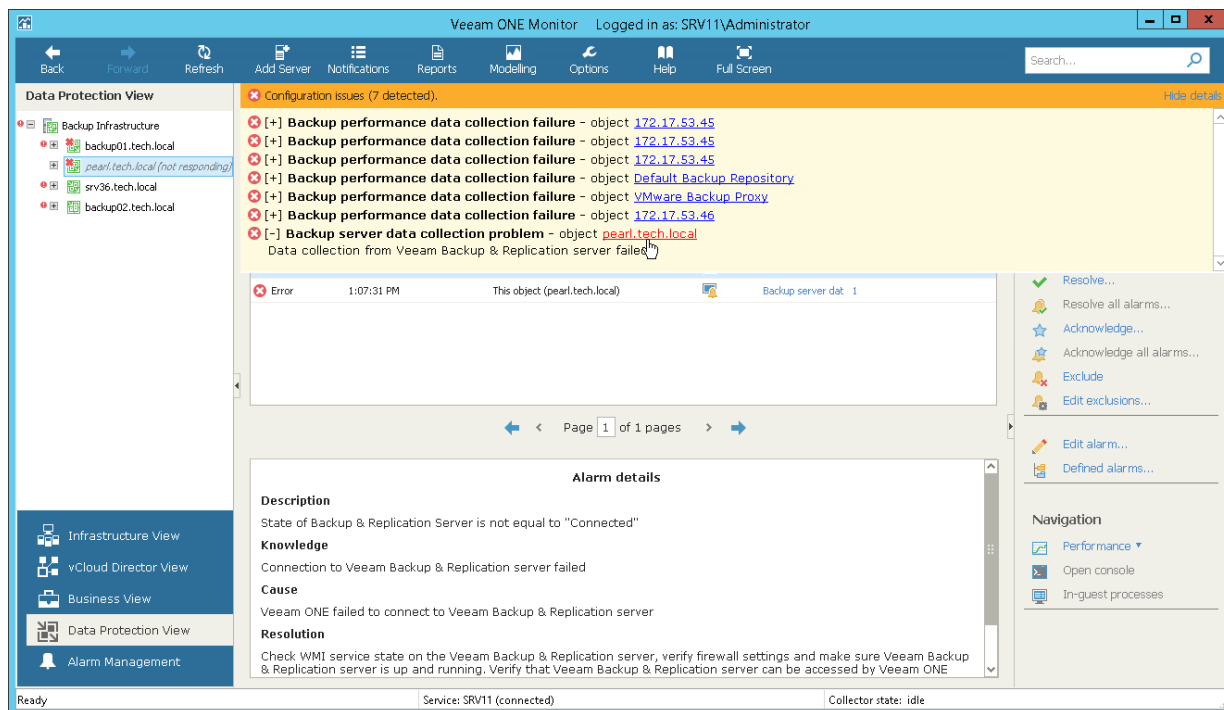 Veeam ONE Monitor Logged in as: SRV11\Administrator
Back Forward Refresh Add Server Notifications Reports Modelling Options Help Full Screen Search...
Data Protection View
Backup Infrastructure
backup01.tech.local
pearl.tech.local (not responding)
srv36.tech.local
backup02.tech.local
Configuration issues (7 detected). Hide details
[+] Backup performance data collection failure - object 172.17.53.45
[+] Backup performance data collection failure - object 172.17.53.45
[+] Backup performance data collection failure - object 172.17.53.45
[+] Backup performance data collection failure - object Default Backup Repository
[+] Backup performance data collection failure - object VMware Backup Proxy
[+] Backup performance data collection failure - object 172.17.53.46
[-] Backup server data collection problem - object pearl.tech.local
Data collection from Veeam Backup & Replication server failed
Error 1:07:31 PM This object (pearl.tech.local) Backup server dat 1
Page 1 of 1 pages
Alarm details
Description
State of Backup & Replication Server is not equal to "Connected"
Knowledge
Connection to Veeam Backup & Replication server failed
Cause
Veeam ONE failed to connect to Veeam Backup & Replication server
Resolution
Check WMI service state on the Veeam Backup & Replication server, verify firewall settings and make sure Veeam Backup
& Replication server is up and running. Verify that Veeam Backup & Replication server can be accessed by Veeam ONE
Resolve...
Resolve all alarms...
Acknowledge...
Acknowledge all alarms...
Exclude
Edit exclusions...
Edit alarm...
Defined alarms...
Navigation
Performance
Open console
In-guest processes
Infrastructure View
vCloud Director View
Business View
Data Protection View
Alarm Management
Ready Service: SRV11 (connected) Collector state: idle